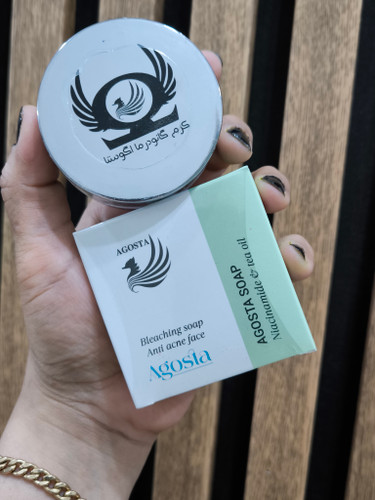 کرم گانودرما اگوستا
AGOSTA
Bleaching soap
Anti acne face
Agosta
AGOSTA SOAP
Niacinamide & tea oil